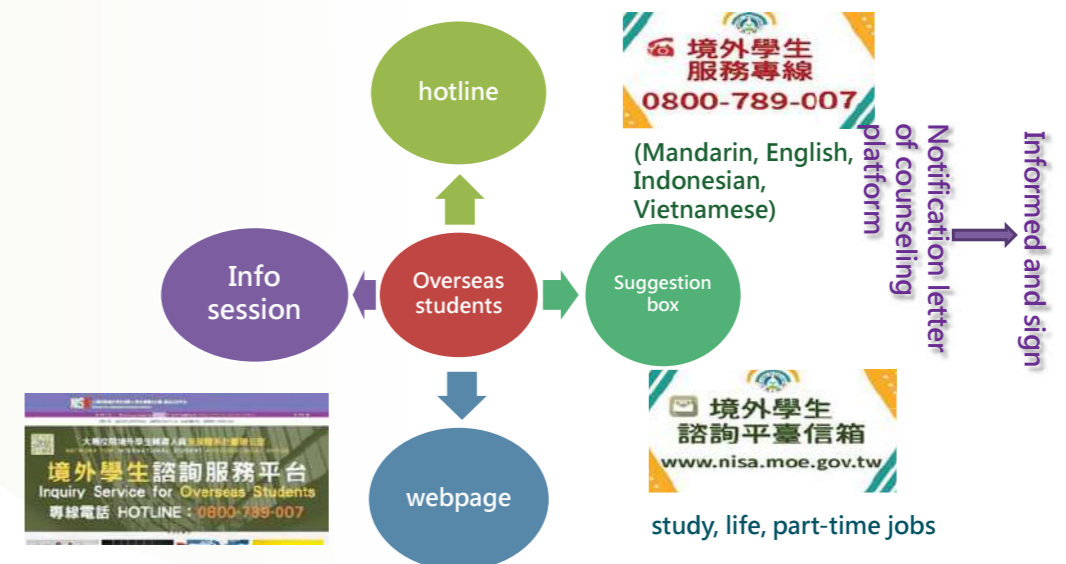 hotline
境外學生
服務專線
0800-789-007
(Mandarin, English,
Indonesian,
Vietnamese)
Notification letter
of counseling
platform
Informed and sign
Info
session
Overseas
students
Suggestion
box
境外學生諮詢服務平台
Inquiry Service for Overseas Students
專線電話 HOTLINE：0800-789-007
webpage
境外學生
諮詢平臺信箱
www.nisa.moe.gov.tw
study, life, part-time jobs